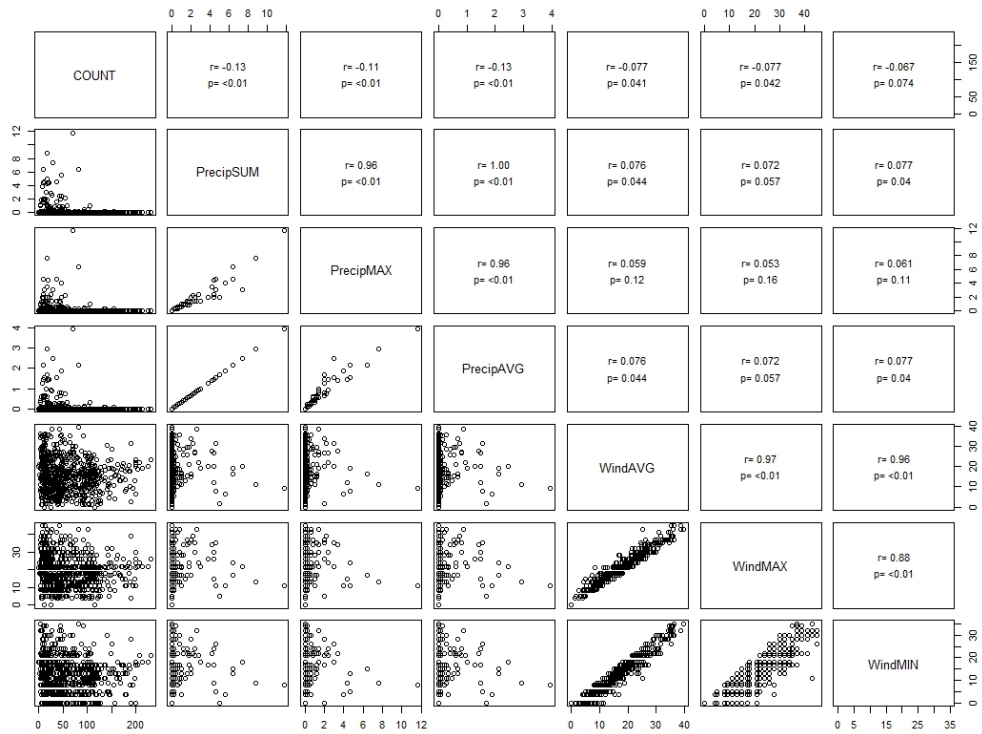 0 2 4 6 8 10
0 1 2 3 4
0 10 20 30 40
COUNT
r= -0.13
p= <0.01
r= -0.11
p= <0.01
r= -0.13
p= <0.01
r= -0.077
p= 0.041
r= -0.077
p= 0.042
r= -0.067
p= 0.074
0 50 150
0 2 4 6 8 12
PrecipSUM
r= 0.96
p= <0.01
r= 1.00
p= <0.01
r= 0.076
p= 0.044
r= 0.072
p= 0.057
r= 0.077
p= 0.04
PrecipMAX
r= 0.96
p= <0.01
r= 0.059
p= 0.12
r= 0.053
p= 0.16
r= 0.061
p= 0.11
0 2 4 6 8 12
0 1 2 3 4
PrecipAVG
r= 0.076
p= 0.044
r= 0.072
p= 0.057
r= 0.077
p= 0.04
WindAVG
r= 0.97
p= <0.01
r= 0.96
p= <0.01
0 10 20 30 40
0 10 30
WindMAX
r= 0.88
p= <0.01
WindMIN
0 10 20 30
0 50 100 200
0 2 4 6 8 10 12
0 10 20 30 40
0 5 15 25 35